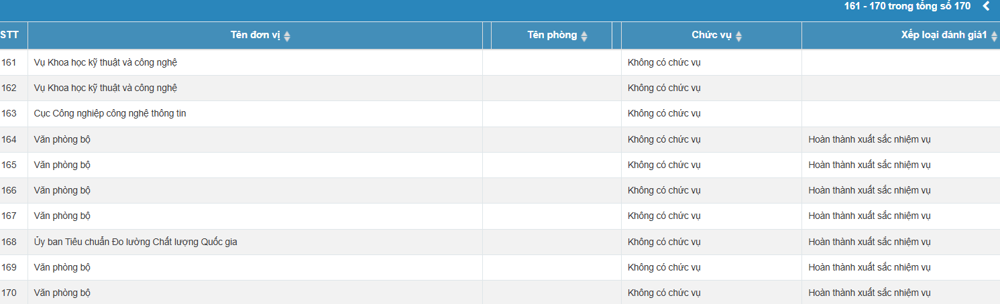 161 - 170 trong tổng số 170
STT Tên đơn vị Tên phòng Chức vụ Xếp loại đánh giá1
161 Vụ Khoa học kỹ thuật và công nghệ Không có chức vụ
162 Vụ Khoa học kỹ thuật và công nghệ Không có chức vụ
163 Cục Công nghiệp công nghệ thông tin Không có chức vụ
164 Văn phòng bộ Không có chức vụ Hoàn thành xuất sắc nhiệm vụ
165 Văn phòng bộ Không có chức vụ Hoàn thành xuất sắc nhiệm vụ
166 Văn phòng bộ Không có chức vụ Hoàn thành xuất sắc nhiệm vụ
167 Văn phòng bộ Không có chức vụ Hoàn thành xuất sắc nhiệm vụ
168 Ủy ban Tiêu chuẩn Đo lường Chất lượng Quốc gia Không có chức vụ Hoàn thành xuất sắc nhiệm vụ
169 Văn phòng bộ Không có chức vụ Hoàn thành xuất sắc nhiệm vụ
170 Văn phòng bộ Không có chức vụ Hoàn thành xuất sắc nhiệm vụ